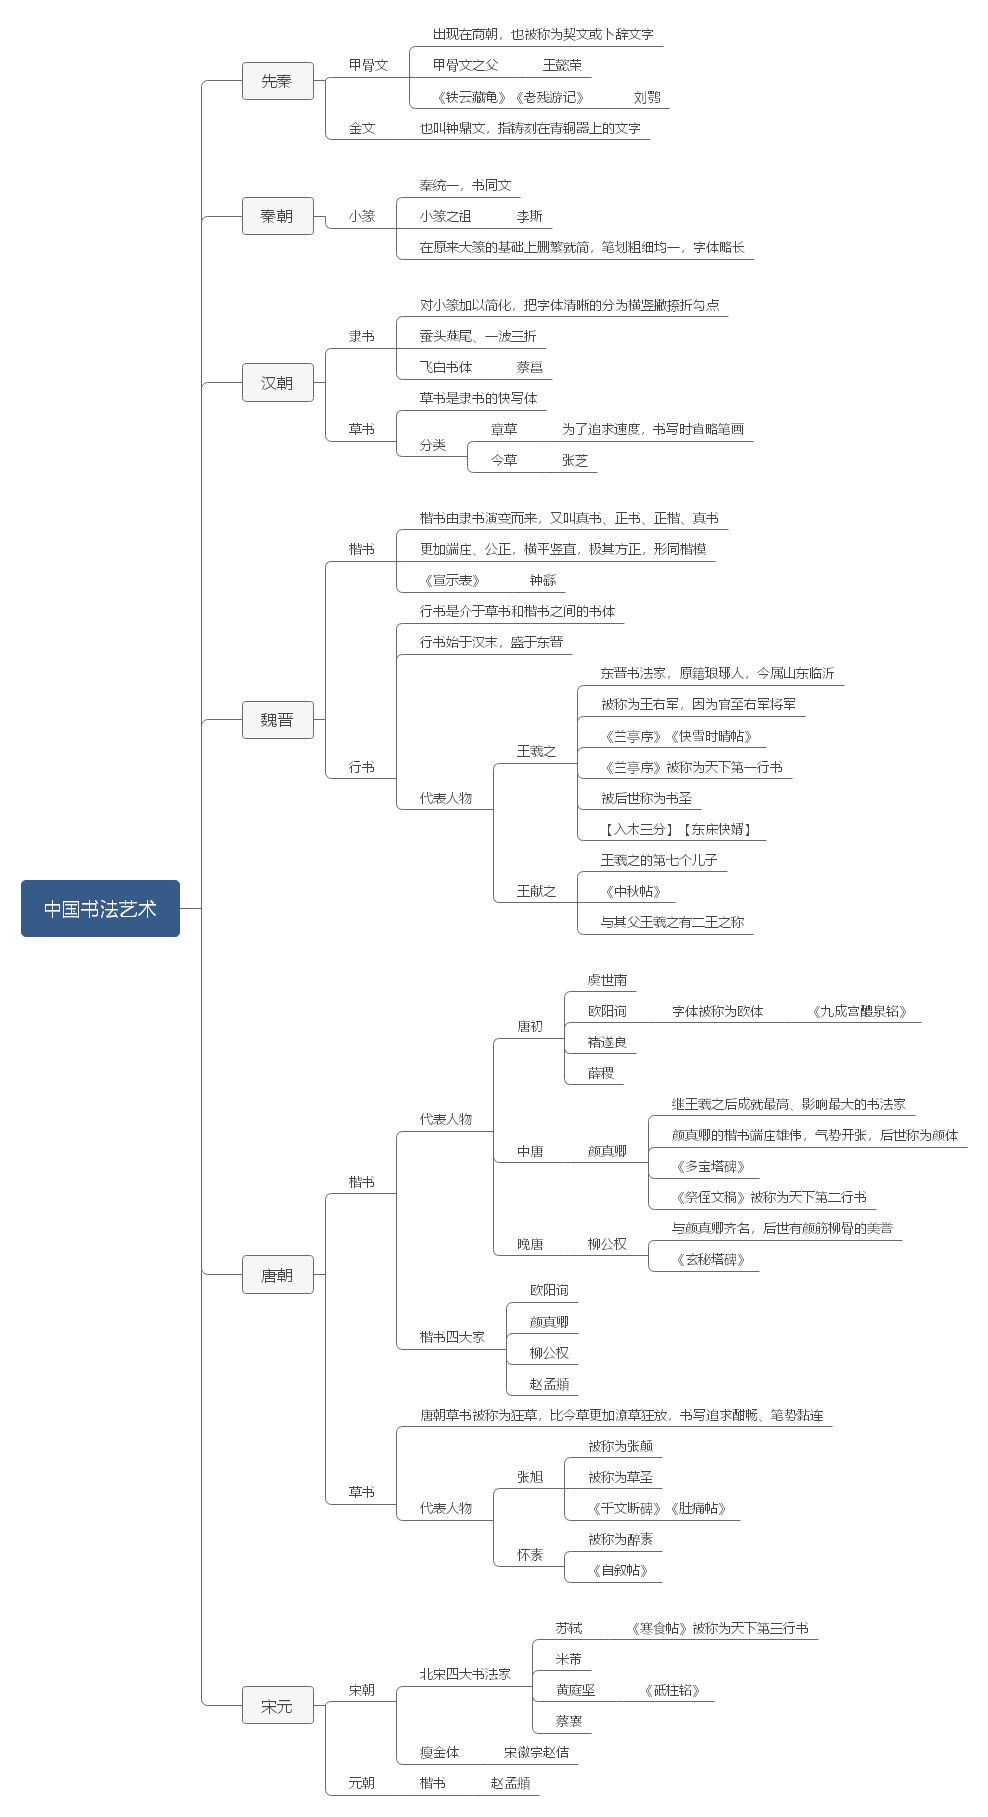 中国书法艺术
先秦
甲骨文
出现在商朝，也被称为契文或卜辞文字
甲骨文之父 王懿荣
《铁云藏龟》《老残游记》 刘鹗
金文 也叫钟鼎文，指铸刻在青铜器上的文字
秦朝
小篆
秦统一，书同文
小篆之祖 李斯
在原来大篆的基础上删繁就简，笔划粗细均一，字体略长
汉朝
隶书
对小篆加以简化，把字体清晰的分为横竖撇捺折勾点
蚕头燕尾、一波三折
飞白书体 蔡邕
草书
草书是隶书的快写体
分类
章草 为了追求速度，书写时省略笔画
今草 张芝
魏晋
楷书
楷书由隶书演变而来，又叫真书、正书、正楷、真书
更加端庄、公正，横平竖直，极其方正，形同楷模
《宣示表》 钟繇
行书
行书是介于草书和楷书之间的书体
行书始于汉末，盛于东晋
代表人物
王羲之
东晋书法家，原籍琅琊人，今属山东临沂
被称为王右军，因为官至右军将军
《兰亭序》《快雪时晴帖》
《兰亭序》被称为天下第一行书
被后世称为书圣
【入木三分】【东床快婿】
王献之
王羲之的第七个儿子
《中秋帖》
与其父王羲之有二王之称
唐朝
楷书
代表人物
唐初
虞世南
欧阳询 字体被称为欧体 《九成宫醴泉铭》
褚遂良
薛稷
中唐 颜真卿
继王羲之后成就最高、影响最大的书法家
颜真卿的楷书端庄雄伟，气势开张，后世称为颜体
《多宝塔碑》
《祭侄文稿》被称为天下第二行书
晚唐 柳公权
与颜真卿齐名，后世有颜筋柳骨的美誉
《玄秘塔碑》
楷书四大家
欧阳询
颜真卿
柳公权
赵孟頫
草书
唐朝草书被称为狂草，比今草更加潦草狂放，书写追求酣畅、笔势黏连
代表人物
张旭
被称为张颠
被称为草圣
《千文断碑》《肚痛帖》
怀素
被称为醉素
《自叙帖》
宋元
宋朝
北宋四大书法家
苏轼 《寒食帖》被称为天下第三行书
米芾
黄庭坚 《砥柱铭》
蔡襄
瘦金体 宋徽宗赵佶
元朝 楷书 赵孟頫